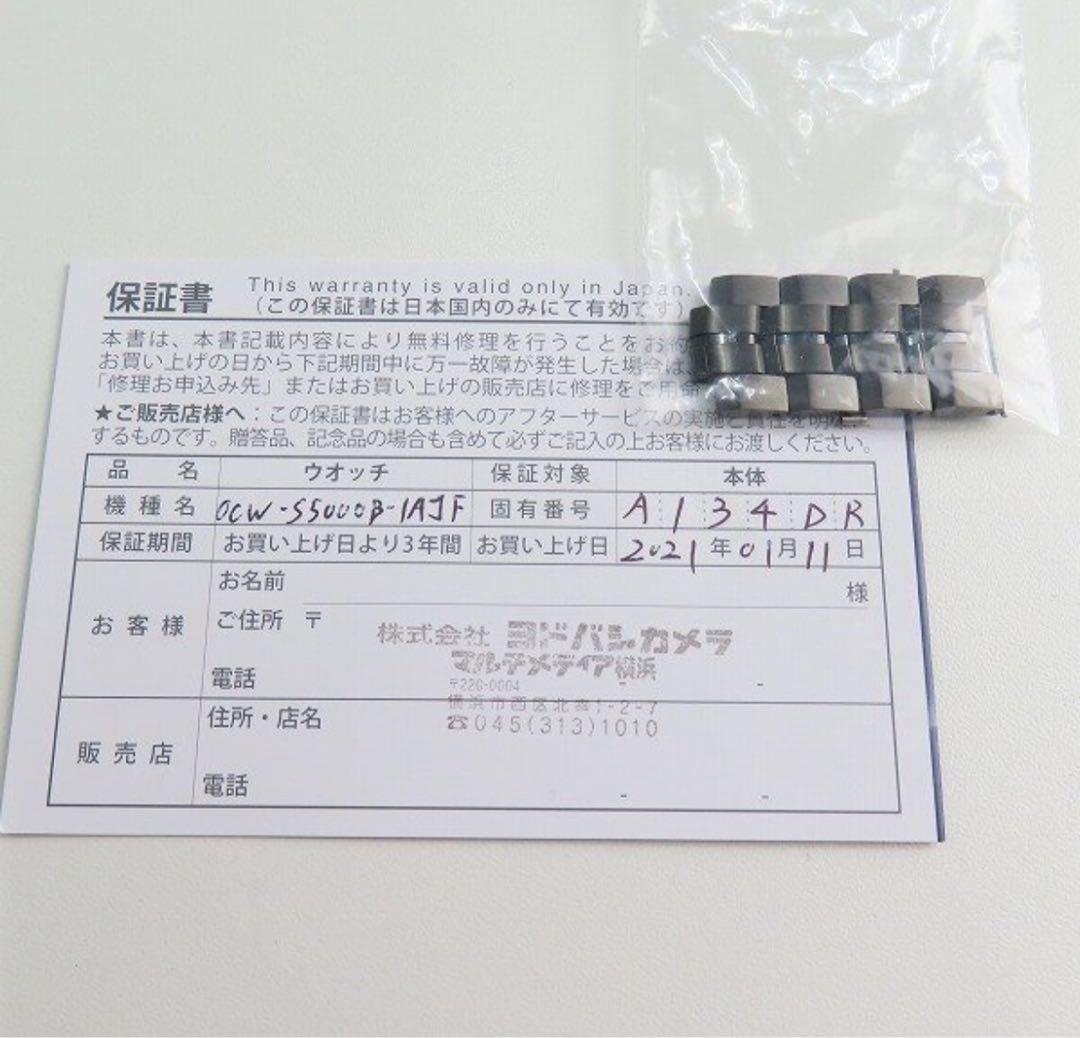 保証書 This warranty is valid only in Japan.
(この保証書は日本国内のみにて有効です)
本書は、本書記載内容により無料修理を行うことをお約
お買い上げの日から下記期間中に万一故障が発生した場合は、
「修理お申込み先」またはお買い上げの販売店に修理をご用命
★ご販売店様へ：この保証書はお客様へのアフターサービスの実施と責任を明確に
するものです。贈答品、記念品の場合も含めて必ずご記入の上お客様にお渡しください。
品名 ウオッチ 保証対象 本体
機種名 OCW-S5000B-1AJF 固有番号 A134DR
保証期間 お買い上げ日より3年間 お買い上げ日 2021年01月11日
お客様 お名前 様
ご住所 〒
株式会社 ヨドバシカメラ
マルチメディア横浜
〒220-0004
電話 - -
横浜市西区北幸1-2-7
☎045(313)1010
販売店 住所・店名
電話 - -